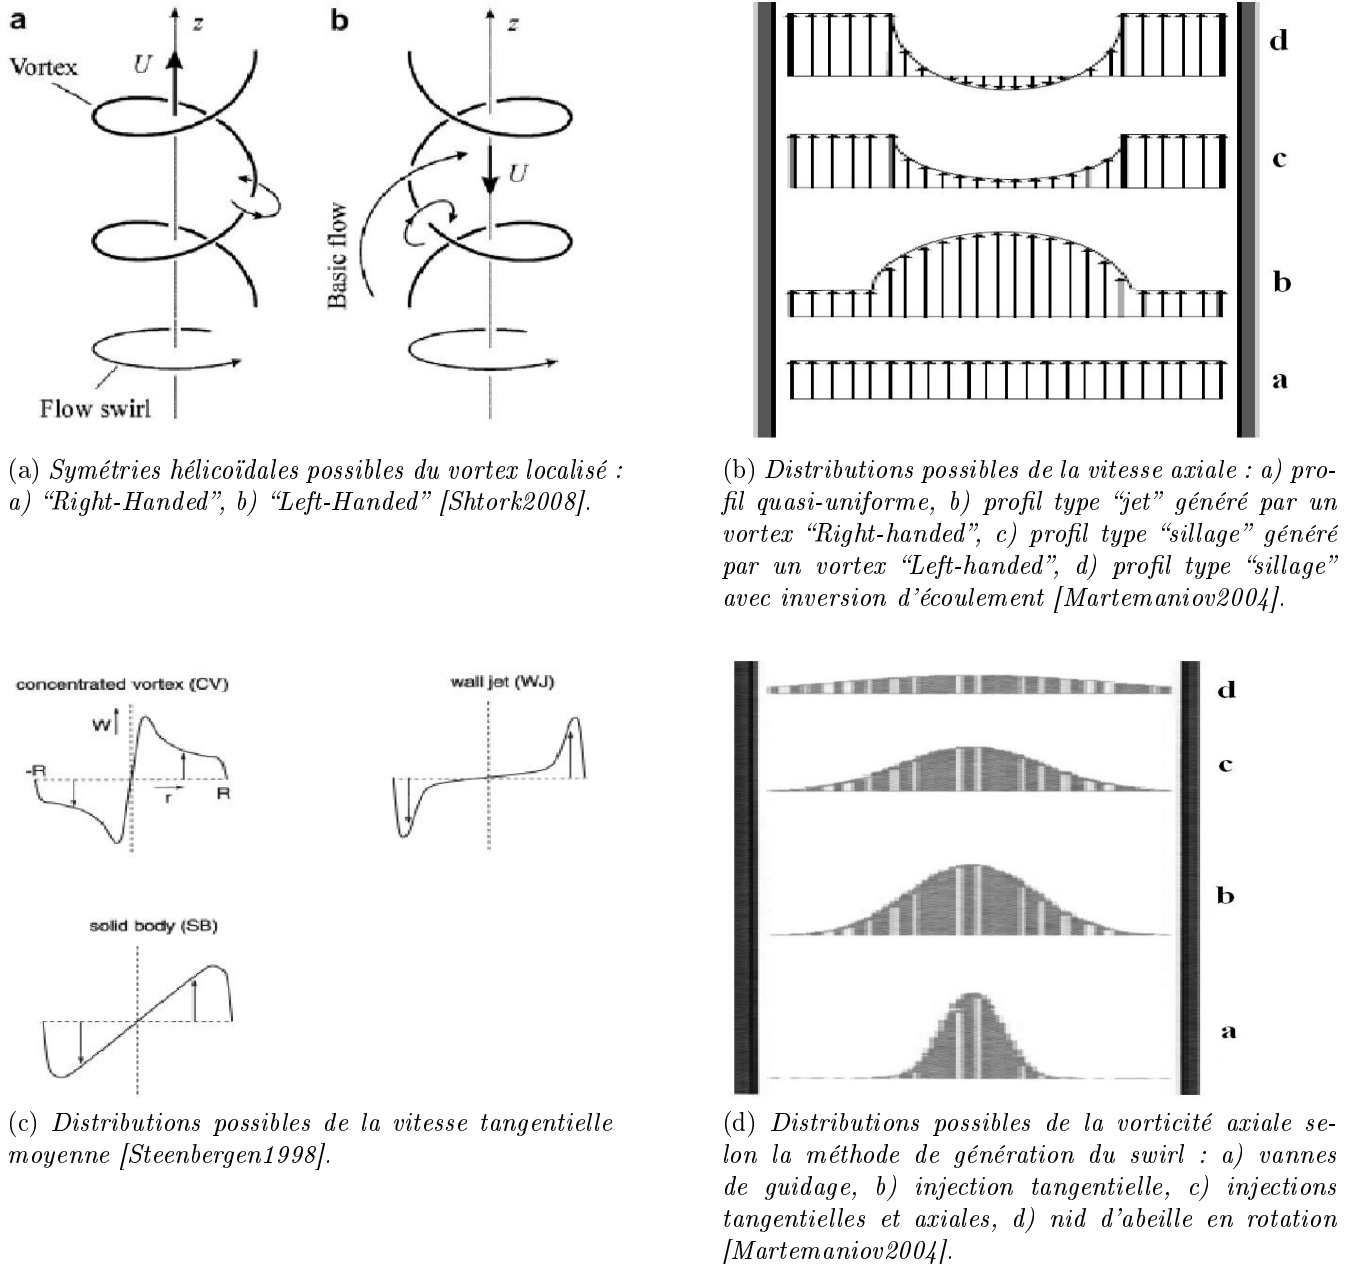 a
z
U
Vortex
Flow swirl
b
z
U
Basic flow
(a) Symétries hélicoïdales possibles du vortex localisé :
a) “Right-Handed”, b) “Left-Handed” [Shtork2008].
d
c
b
a
(b) Distributions possibles de la vitesse axiale : a) pro-
fil quasi-uniforme, b) profil type “jet” généré par un
vortex “Right-handed”, c) profil type “sillage” généré
par un vortex “Left-handed”, d) profil type “sillage”
avec inversion d’écoulement [Martemaniov2004].
concentrated vortex (CV)
W
-R
r
R
wall jet (WJ)
solid body (SB)
(c) Distributions possibles de la vitesse tangentielle
moyenne [Steenbergen1998].
d
c
b
a
(d) Distributions possibles de la vorticité axiale se-
lon la méthode de génération du swirl : a) vannes
de guidage, b) injection tangentielle, c) injections
tangentielles et axiales, d) nid d’abeille en rotation
[Martemaniov2004].